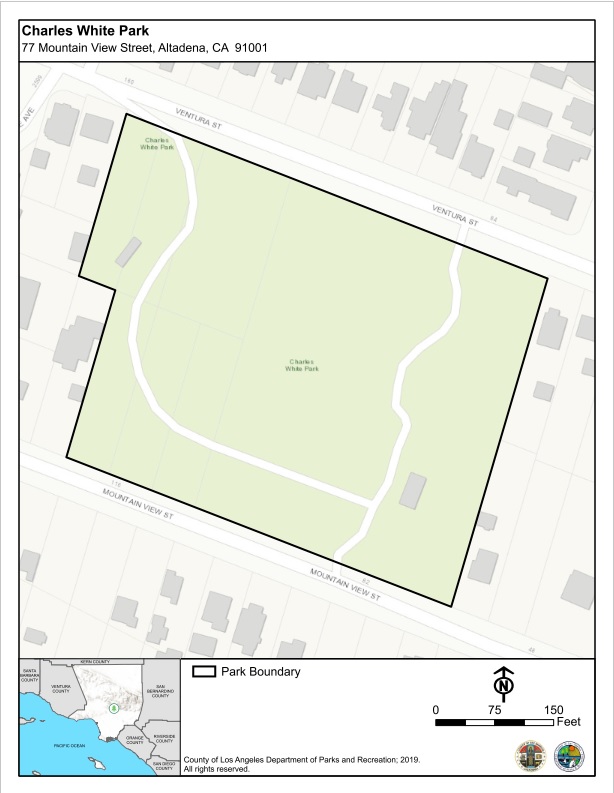 Charles White Park
77 Mountain View Street, Altadena, CA 91001
AVE
VENTURA ST
Charles
White Park
VENTURA ST
64
Charles
White Park
MOUNTAIN VIEW ST
MOUNTAIN VIEW ST
KERN COUNTY
SANTA
BARBARA
COUNTY
VENTURA
COUNTY
SAN
BERNARDINO
COUNTY
ORANGE
COUNTY
RIVERSIDE
COUNTY
SAN DIEGO
COUNTY
PACIFIC OCEAN
Park Boundary
N
0 75 150
Feet
County of Los Angeles Department of Parks and Recreation; 2019.
All rights reserved.